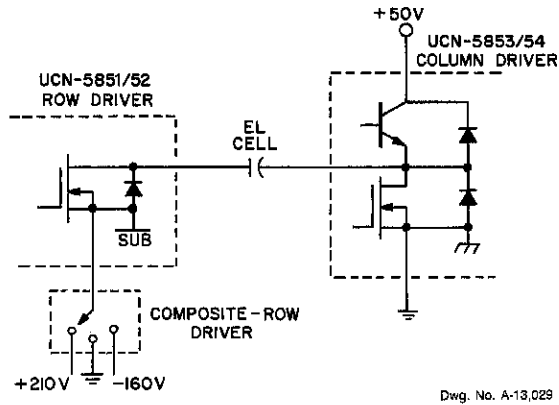 +50V
UCN-5853/54
COLUMN DRIVER
UCN-5851/52
ROW DRIVER
EL
CELL
SUB
COMPOSITE-ROW
DRIVER
+210V
-160V
Dwg. No. A-13,029